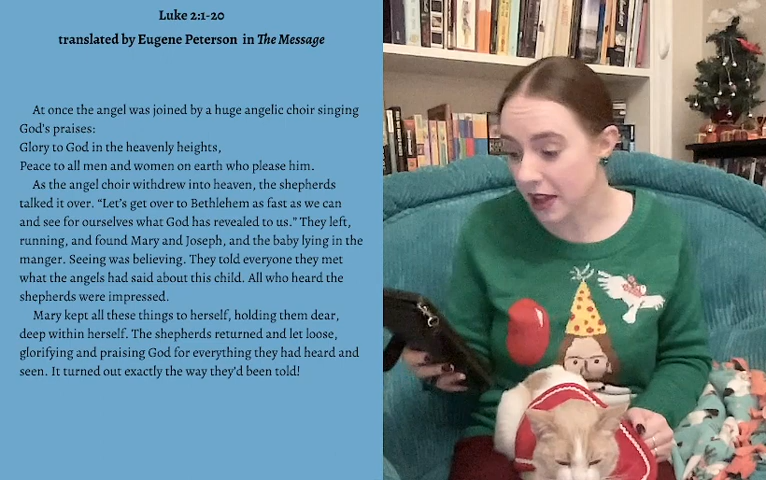 Luke 2:1-20
translated by Eugene Peterson in The Message
At once the angel was joined by a huge angelic choir singing
God's praises:
Glory to God in the heavenly heights,
Peace to all men and women on earth who please him.
As the angel choir withdrew into heaven, the shepherds
talked it over. “Let's get over to Bethlehem as fast as we can
and see for ourselves what God has revealed to us.” They left,
running, and found Mary and Joseph, and the baby lying in the
manger. Seeing was believing. They told everyone they met
what the angels had said about this child. All who heard the
shepherds were impressed.
Mary kept all these things to herself, holding them dear,
deep within herself. The shepherds returned and let loose,
glorifying and praising God for everything they had heard and
seen. It turned out exactly the way they'd been told!